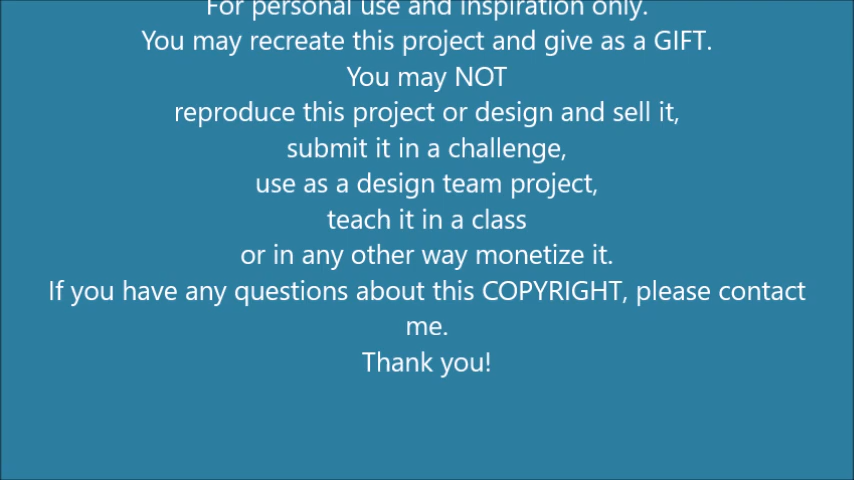 For personal use and inspiration only.
You may recreate this project and give as a GIFT.
You may NOT
reproduce this project or design and sell it,
submit it in a challenge,
use as a design team project,
teach it in a class
or in any other way monetize it.
If you have any questions about this COPYRIGHT, please contact
me.
Thank you!